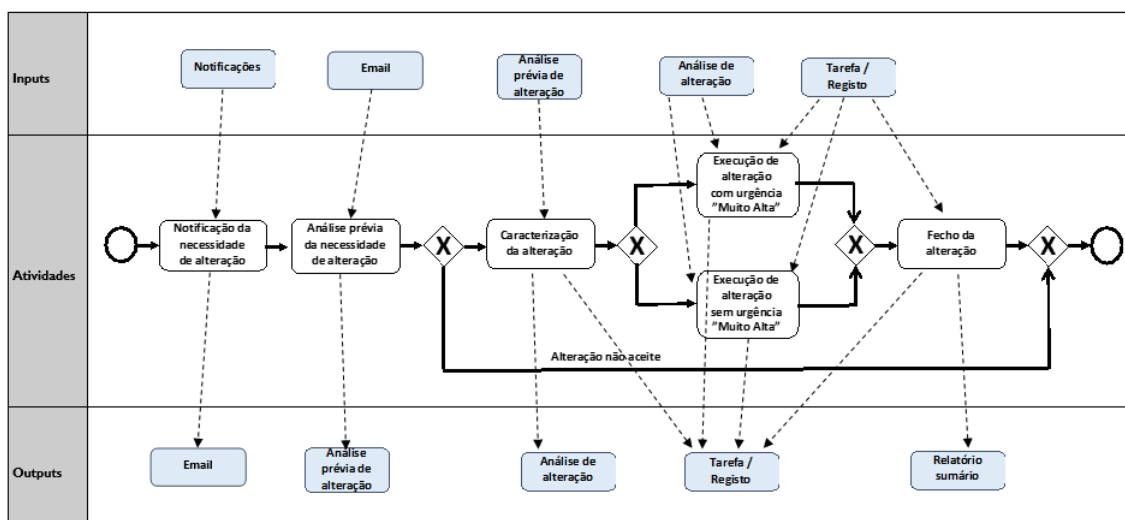 Inputs
Notificações
Email
Análise
prévia de
alteração
Análise de
alteração
Tarefa /
Registo
Atividades
Notificação da
necessidade
de alteração
Análise prévia
da necessidade
de alteração
X
Caracterização
da alteração
X
Execução de
alteração
com urgência
"Muito Alta"
Execução de
alteração
sem urgência
"Muito Alta"
X
Fecho da
alteração
X
Alteração não aceite
Outputs
Email
Análise
prévia de
alteração
Análise de
alteração
Tarefa /
Registo
Relatório
sumário